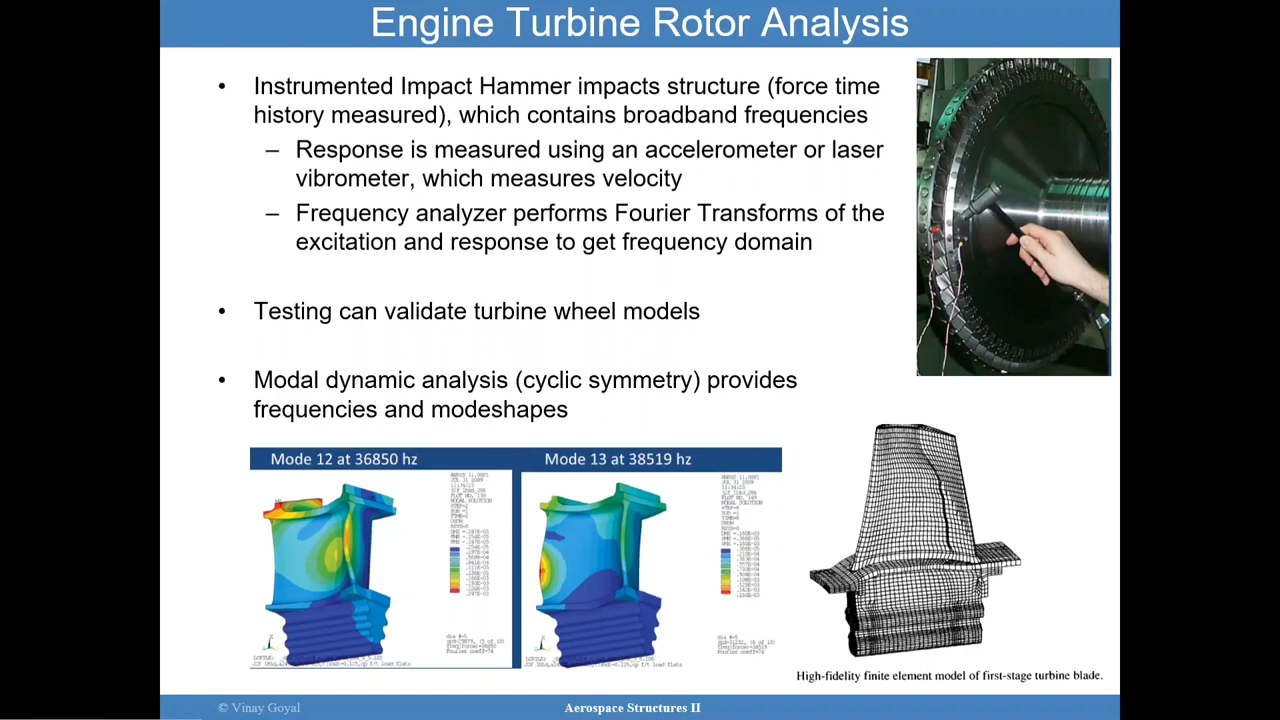 Engine Turbine Rotor Analysis
• Instrumented Impact Hammer impacts structure (force time
history measured), which contains broadband frequencies
– Response is measured using an accelerometer or laser
vibrometer, which measures velocity
– Frequency analyzer performs Fourier Transforms of the
excitation and response to get frequency domain
• Testing can validate turbine wheel models
• Modal dynamic analysis (cyclic symmetry) provides
frequencies and modeshapes
Mode 12 at 36850 hz
Mode 13 at 38519 hz
High-fidelity finite element model of first-stage turbine blade.
© Vinay Goyal
Aerospace Structures II